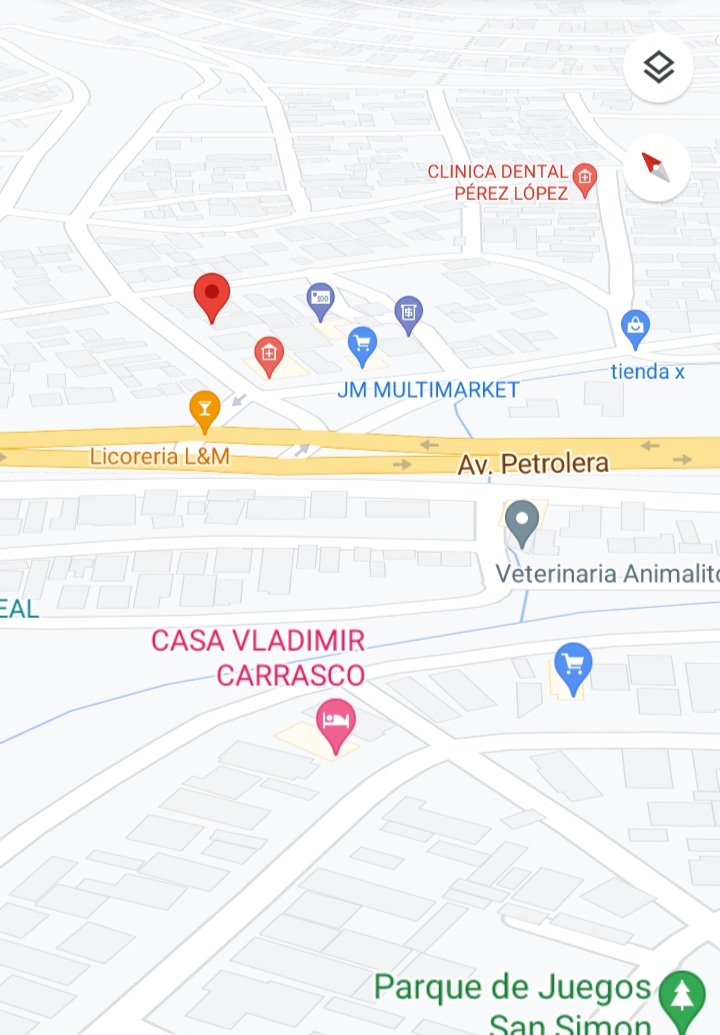 CLINICA DENTAL
PÉREZ LÓPEZ
100
$
tienda x
JM MULTIMARKET
Licoreria L&M
Av. Petrolera
Veterinaria Animalito
EAL
CASA VLADIMIR
CARRASCO
Parque de Juegos
San Simon